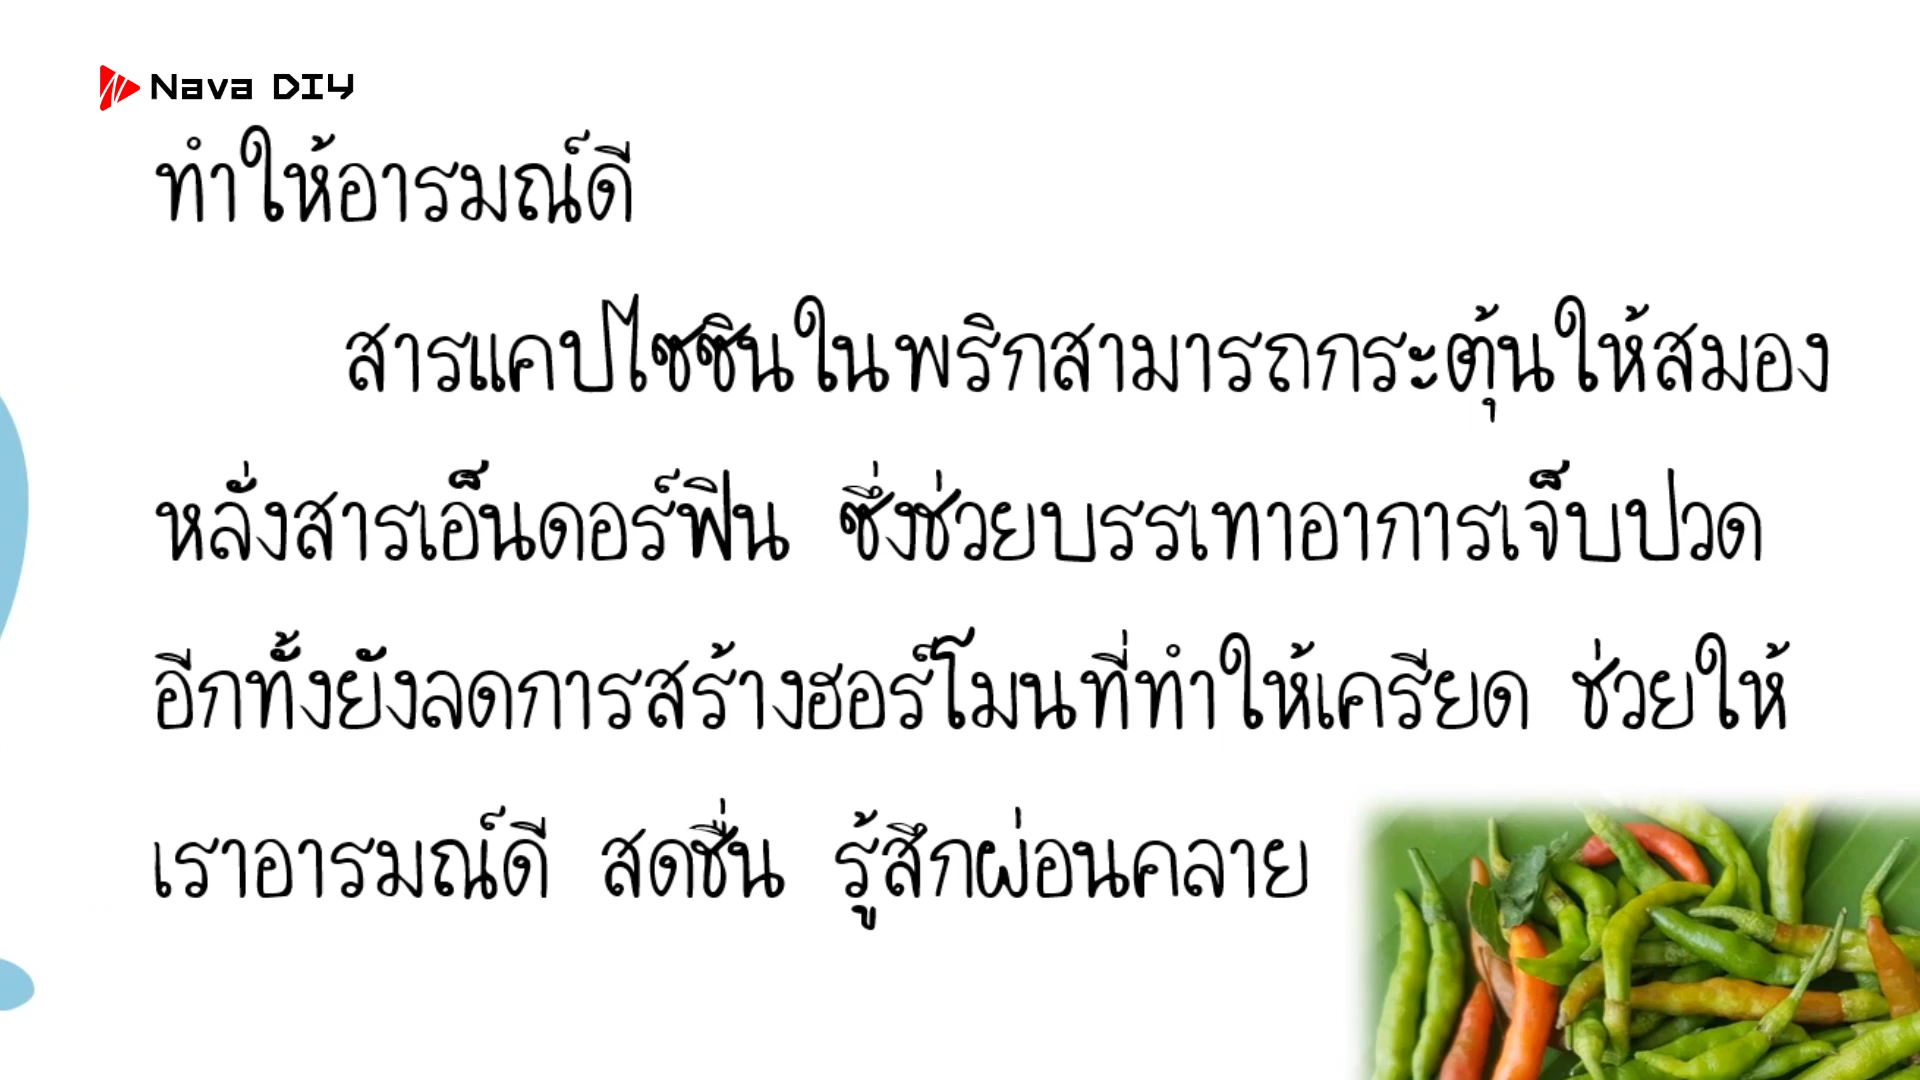 Nava DIY
ทำให้อารมณ์ดี
สารแคปไซซินในพริกสามารถกระตุ้นให้สมอง
หลั่งสารเอ็นดอร์ฟิน ซึ่งช่วยบรรเทาอาการเจ็บปวด
อีกทั้งยังลดการสร้างฮอร์โมนที่ทำให้เครียด ช่วยให้
เราอารมณ์ดี สดชื่น รู้สึกผ่อนคลาย